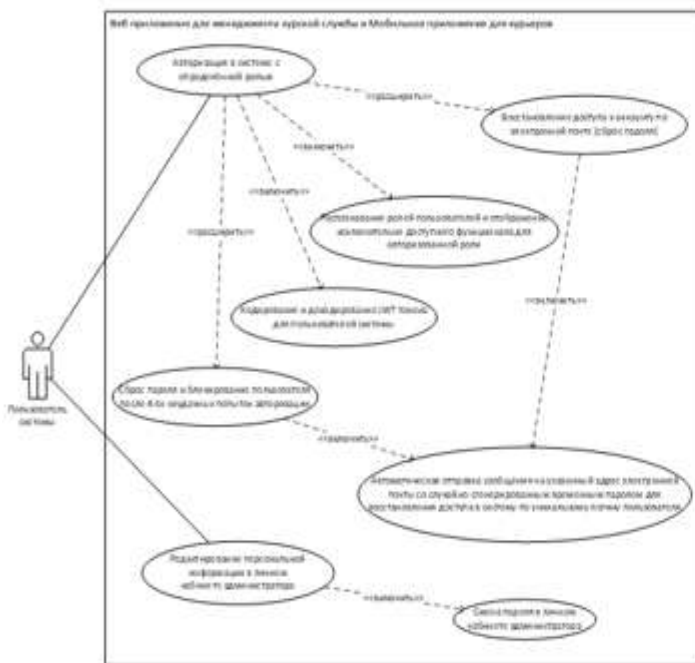 Веб приложение для менеджмента курской службы и Мобильное приложение для курьеров
Авторизация в системе с
определённой ролью
<<расширить>>
Восстановление доступа к аккаунту по
электронной почте (сброс пароля)
<<включить>>
<<включить>>
<<расширить>>
Распознавание ролей пользователей и отображение
исключительно доступного функционала для
авторизованной роли
<<включить>>
Кодирование и декодирование JWT токена
для пользователей системы
Пользователь
системы
Сброс пароля и блокирование пользователя
после 4-ех неудачных попыток авторизации
<<включить>>
Автоматическая отправка сообщения на указанный адрес электронной
почты со случайно сгенерированным временным паролем для
восстановления доступа в систему по уникальному логину пользователя
Редактирование персональной
информации в личном
кабинете администратора
<<включить>>
Смена пароля в личном
кабинете администратора